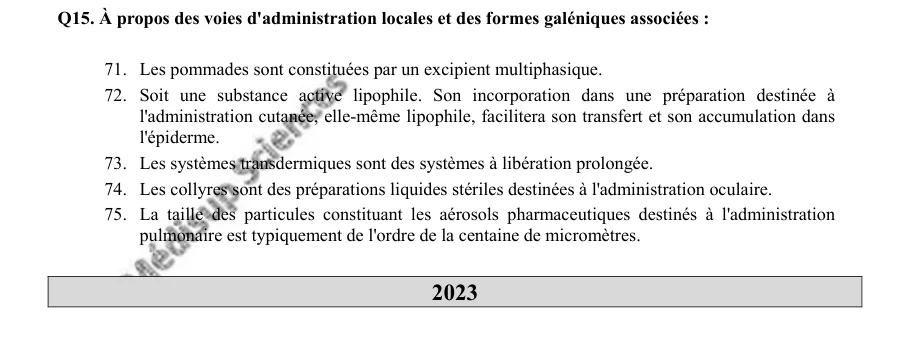 Q15. À propos des voies d'administration locales et des formes galéniques associées :
71. Les pommades sont constituées par un excipient multiphasique.
72. Soit une substance active lipophile. Son incorporation dans une préparation destinée à
l'administration cutanée, elle-même lipophile, facilitera son transfert et son accumulation dans
l'épiderme.
73. Les systèmes transdermiques sont des systèmes à libération prolongée.
74. Les collyres sont des préparations liquides stériles destinées à l'administration oculaire.
75. La taille des particules constituant les aérosols pharmaceutiques destinés à l'administration
pulmonaire est typiquement de l'ordre de la centaine de micromètres.
Médisup Sciences
2023